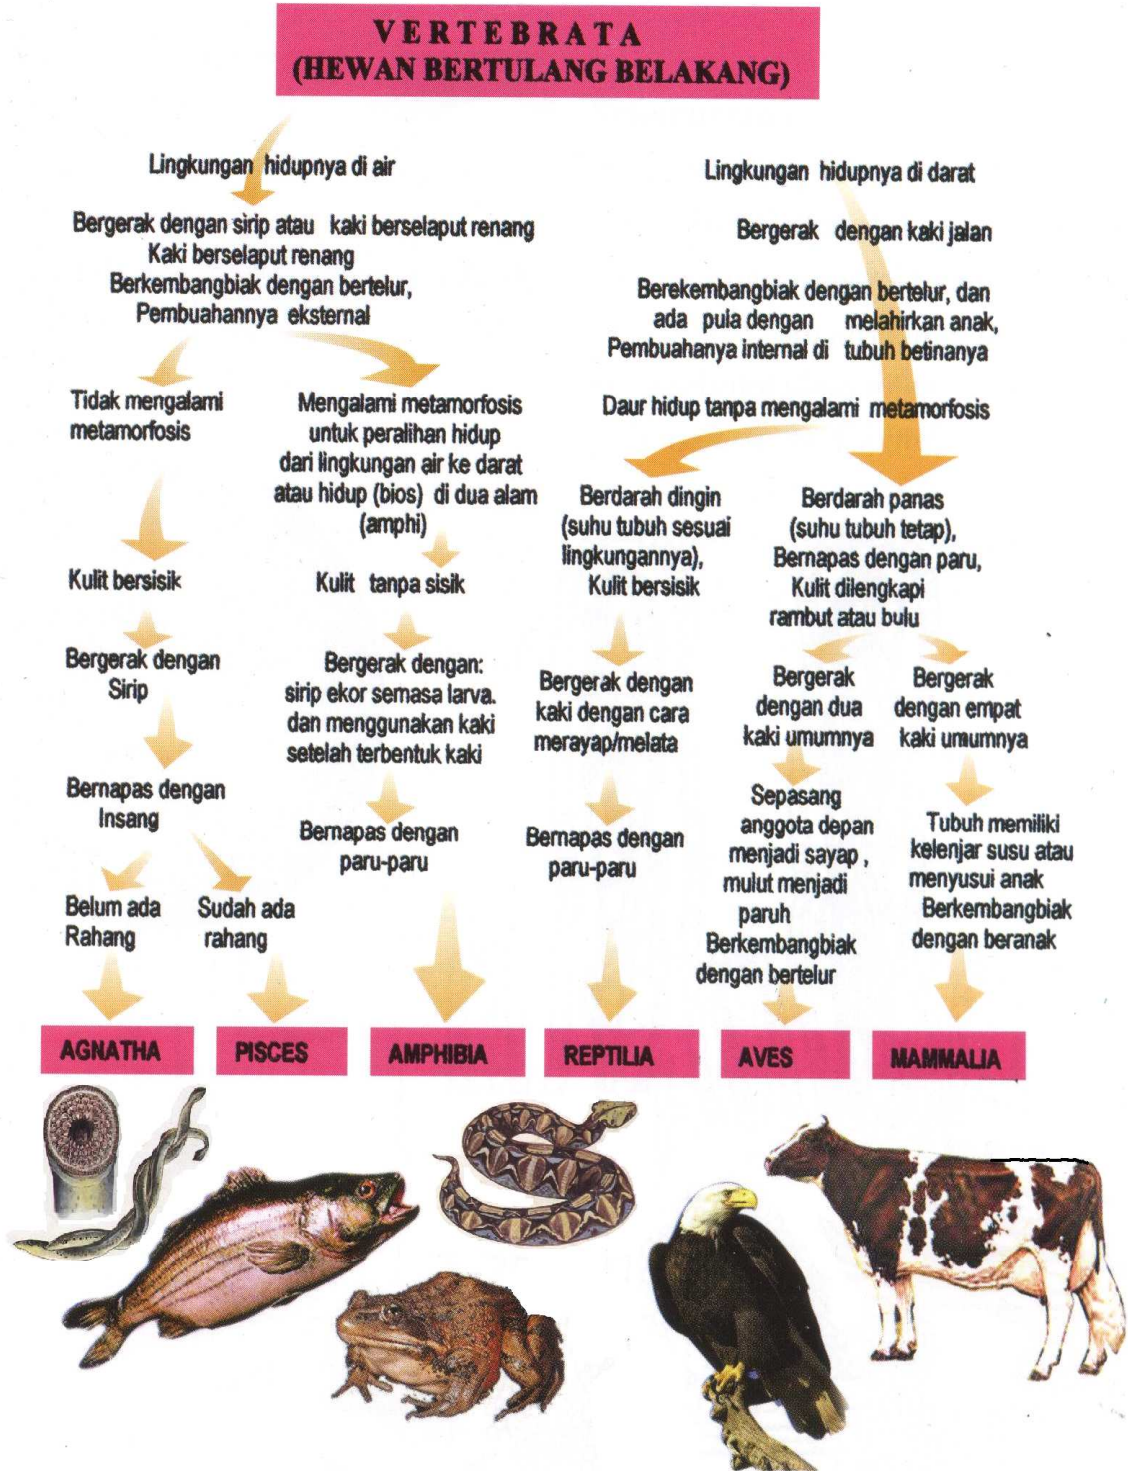 VERTEBRATA
(HEWAN BERTULANG BELAKANG)
Lingkungan hidupnya di air
Bergerak dengan sirip atau kaki berselaput renang
Kaki berselaput renang
Berkembangbiak dengan bertelur,
Pembuahannya eksternal
Lingkungan hidupnya di darat
Bergerak dengan kaki jalan
Berekembangbiak dengan bertelur, dan
ada pula dengan melahirkan anak,
Pembuahanya internal di tubuh betinanya
Daur hidup tanpa mengalami metamorfosis
Tidak mengalami
metamorfosis
Kulit bersisik
Bergerak dengan
Sirip
Bernapas dengan
Insang
Belum ada
Rahang
Sudah ada
rahang
Mengalami metamorfosis
untuk peralihan hidup
dari lingkungan air ke darat
atau hidup (bios) di dua alam
(amphi)
Kulit tanpa sisik
Bergerak dengan:
sirip ekor semasa larva.
dan menggunakan kaki
setelah terbentuk kaki
Bernapas dengan
paru-paru
Berdarah dingin
(suhu tubuh sesuai
lingkungannya),
Kulit bersisik
Bergerak dengan
kaki dengan cara
merayap/melata
Bernapas dengan
paru-paru
Berdarah panas
(suhu tubuh tetap),
Bernapas dengan paru,
Kulit dilengkapi
rambut atau bulu
Bergerak
dengan dua
kaki umumnya
Sepasang
anggota depan
menjadi sayap ,
mulut menjadi
paruh
Berkembangbiak
dengan bertelur
Bergerak
dengan empat
kaki umumnya
Tubuh memiliki
kelenjar susu atau
menyusui anak
Berkembangbiak
dengan beranak
AGNATHA
PISCES
AMPHIBIA
REPTILIA
AVES
MAMMALIA